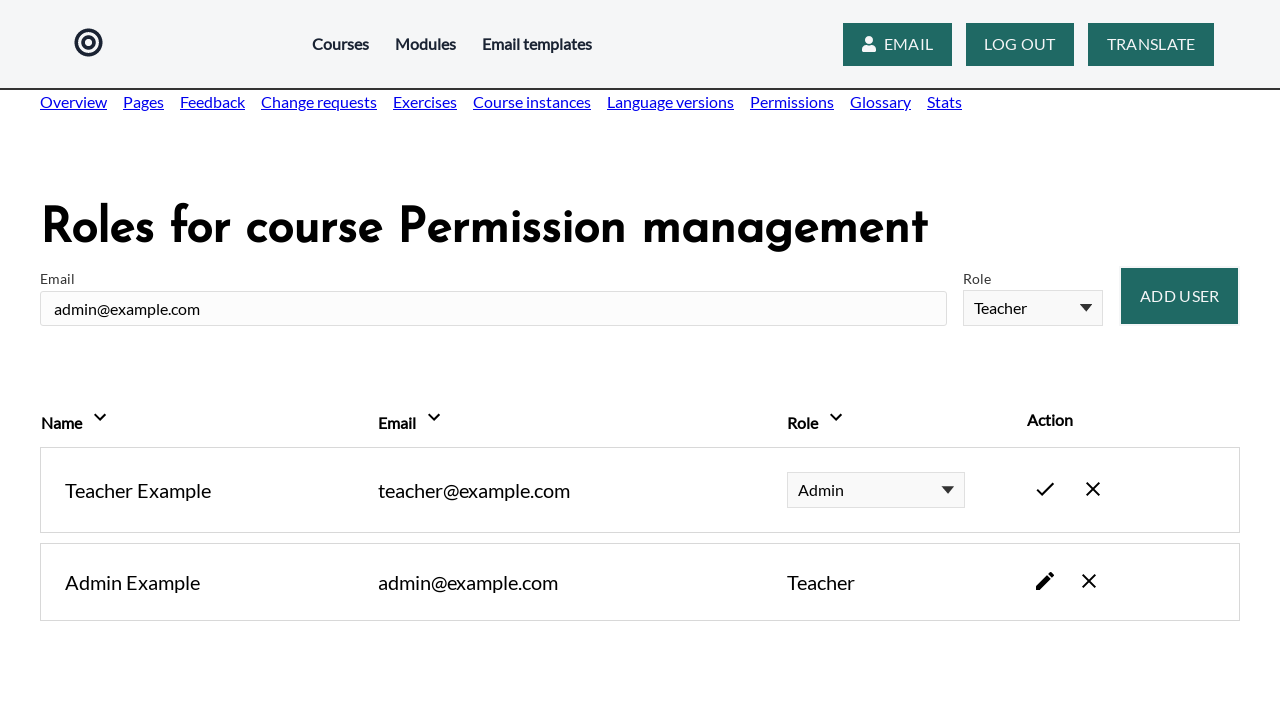 Courses Modules Email templates EMAIL LOG OUT TRANSLATE
Overview Pages Feedback Change requests Exercises Course instances Language versions Permissions Glossary Stats
Roles for course Permission management
Email Role
admin@example.com Teacher ADD USER
Name Email Role Action
Teacher Example teacher@example.com Admin
Admin Example admin@example.com Teacher